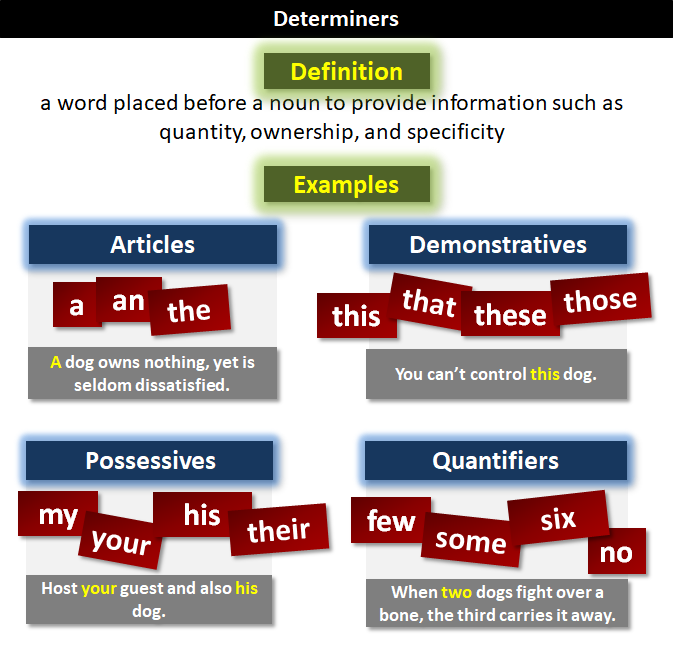 Determiners
Definition
a word placed before a noun to provide information such as
quantity, ownership, and specificity
Examples
Articles
a an the
A dog owns nothing, yet is
seldom dissatisfied.
Demonstratives
this that these those
You can’t control this dog.
Possessives
my your his their
Host your guest and also his
dog.
Quantifiers
few some six no
When two dogs fight over a
bone, the third carries it away.